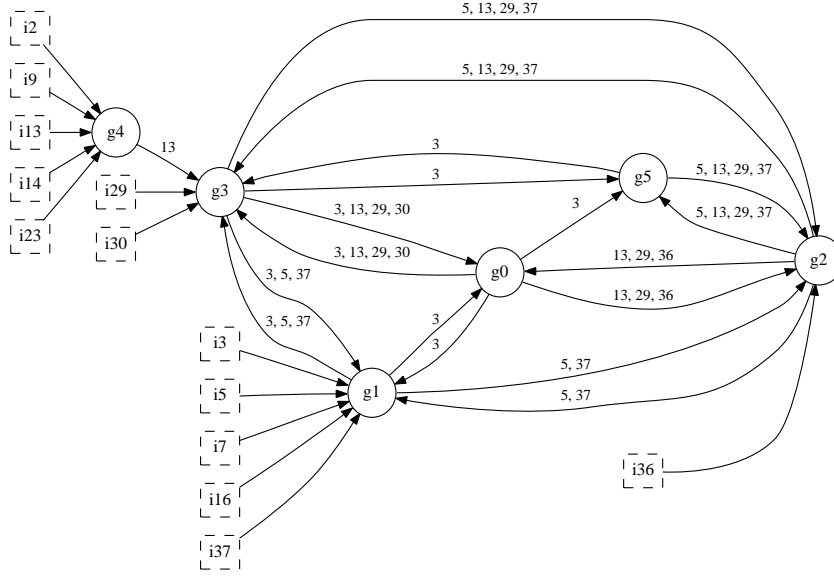 5, 13, 29, 37
i2
5, 13, 29, 37
i9
i13
g4
13
3
i14
g3
3
g5
5, 13, 29, 37
i29
3
5, 13, 29, 37
i23
i30
3, 13, 29, 30
3, 13, 29, 30
13, 29, 36
g2
g0
3, 5, 37
13, 29, 36
3, 5, 37
3
i3
3
i5
g1
5, 37
5, 37
i7
i36
i16
i37